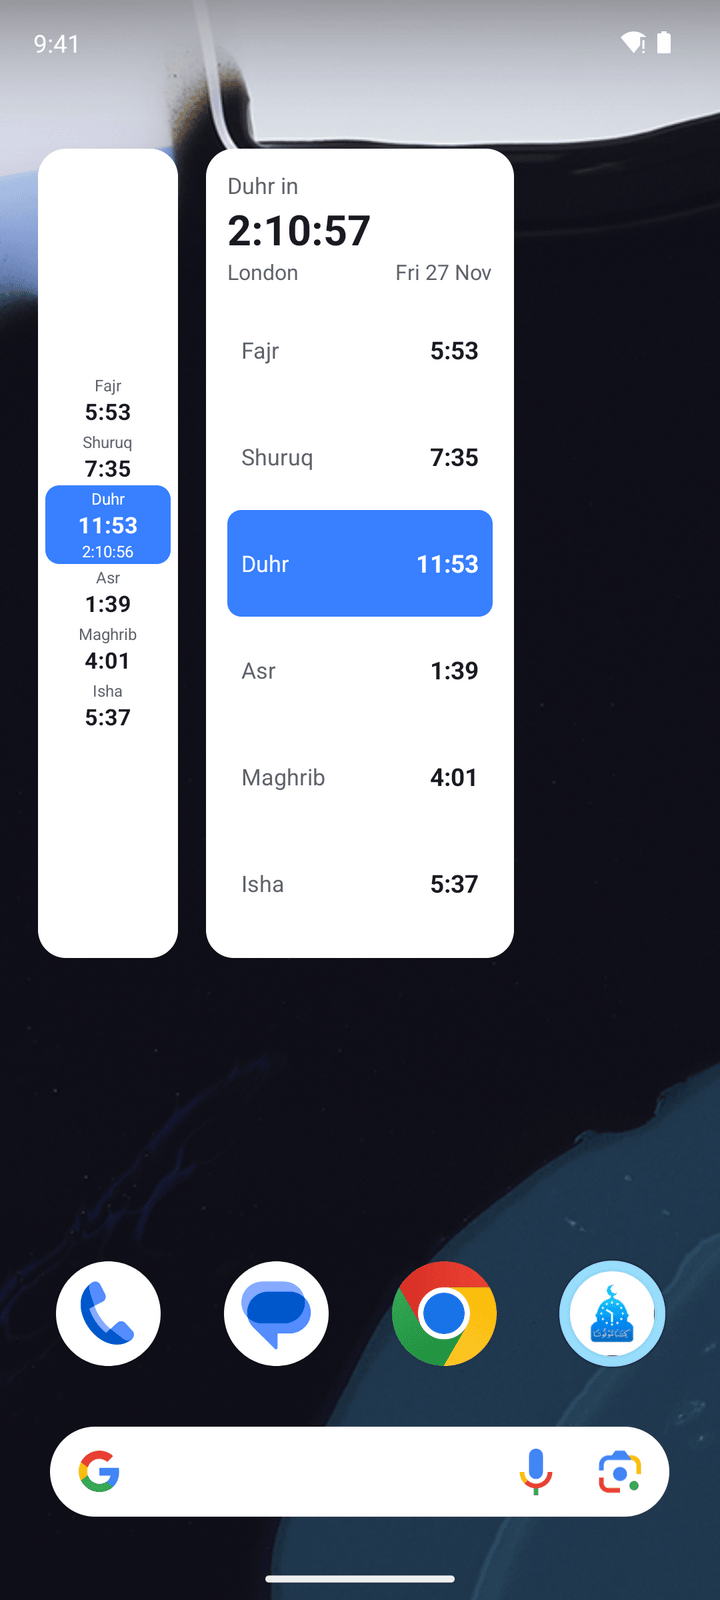 9:41
Fajr
5:53
Shuruq
7:35
Duhr
11:53
2:10:56
Asr
1:39
Maghrib
4:01
Isha
5:37
Duhr in
2:10:57
London Fri 27 Nov
Fajr 5:53
Shuruq 7:35
Duhr 11:53
Asr 1:39
Maghrib 4:01
Isha 5:37